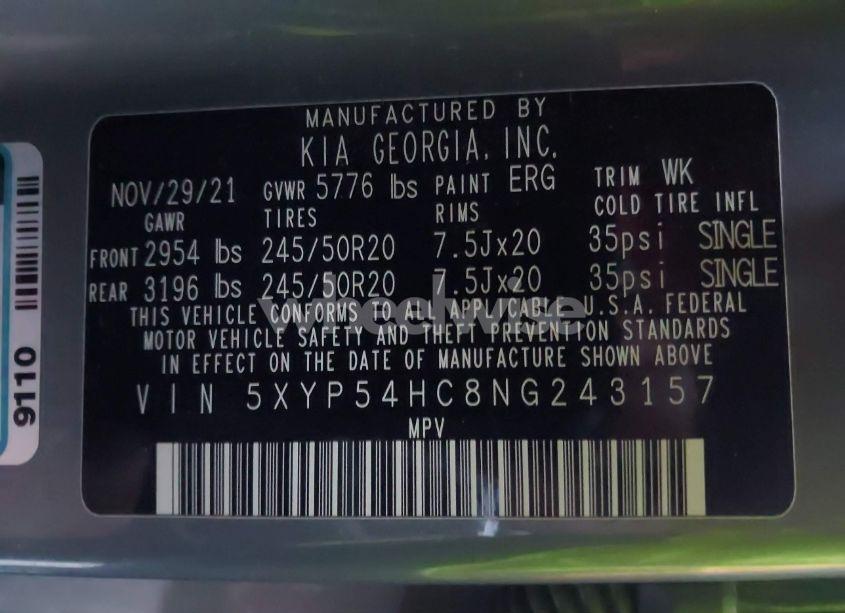 MANUFACTURED BY
KIA GEORGIA, INC.
NOV/29/21 GVWR 5776 lbs PAINT ERG TRIM WK
GAWR TIRES RIMS COLD TIRE INFL
FRONT 2954 lbs 245/50R20 7.5Jx20 35psi SINGLE
REAR 3196 lbs 245/50R20 7.5Jx20 35psi SINGLE
THIS VEHICLE CONFORMS TO ALL APPLICABLE U.S.A. FEDERAL
MOTOR VEHICLE SAFETY AND THEFT PREVENTION STANDARDS
IN EFFECT ON THE DATE OF MANUFACTURE SHOWN ABOVE
VIN 5XYP54HC8NG243157
MPV
9110
wheelwise